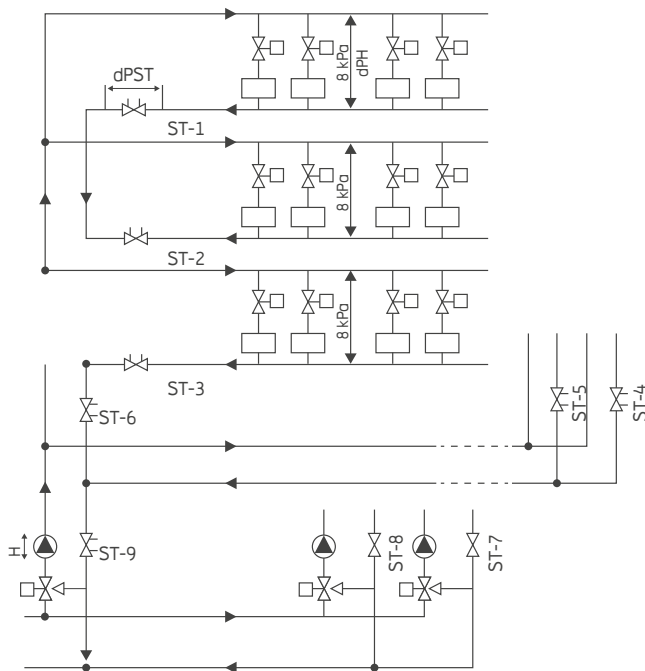 dPST
8 kPa
dPH
ST-1
8 kPa
ST-2
8 kPa
ST-3
ST-5
ST-4
ST-6
H
ST-9
ST-8
ST-7